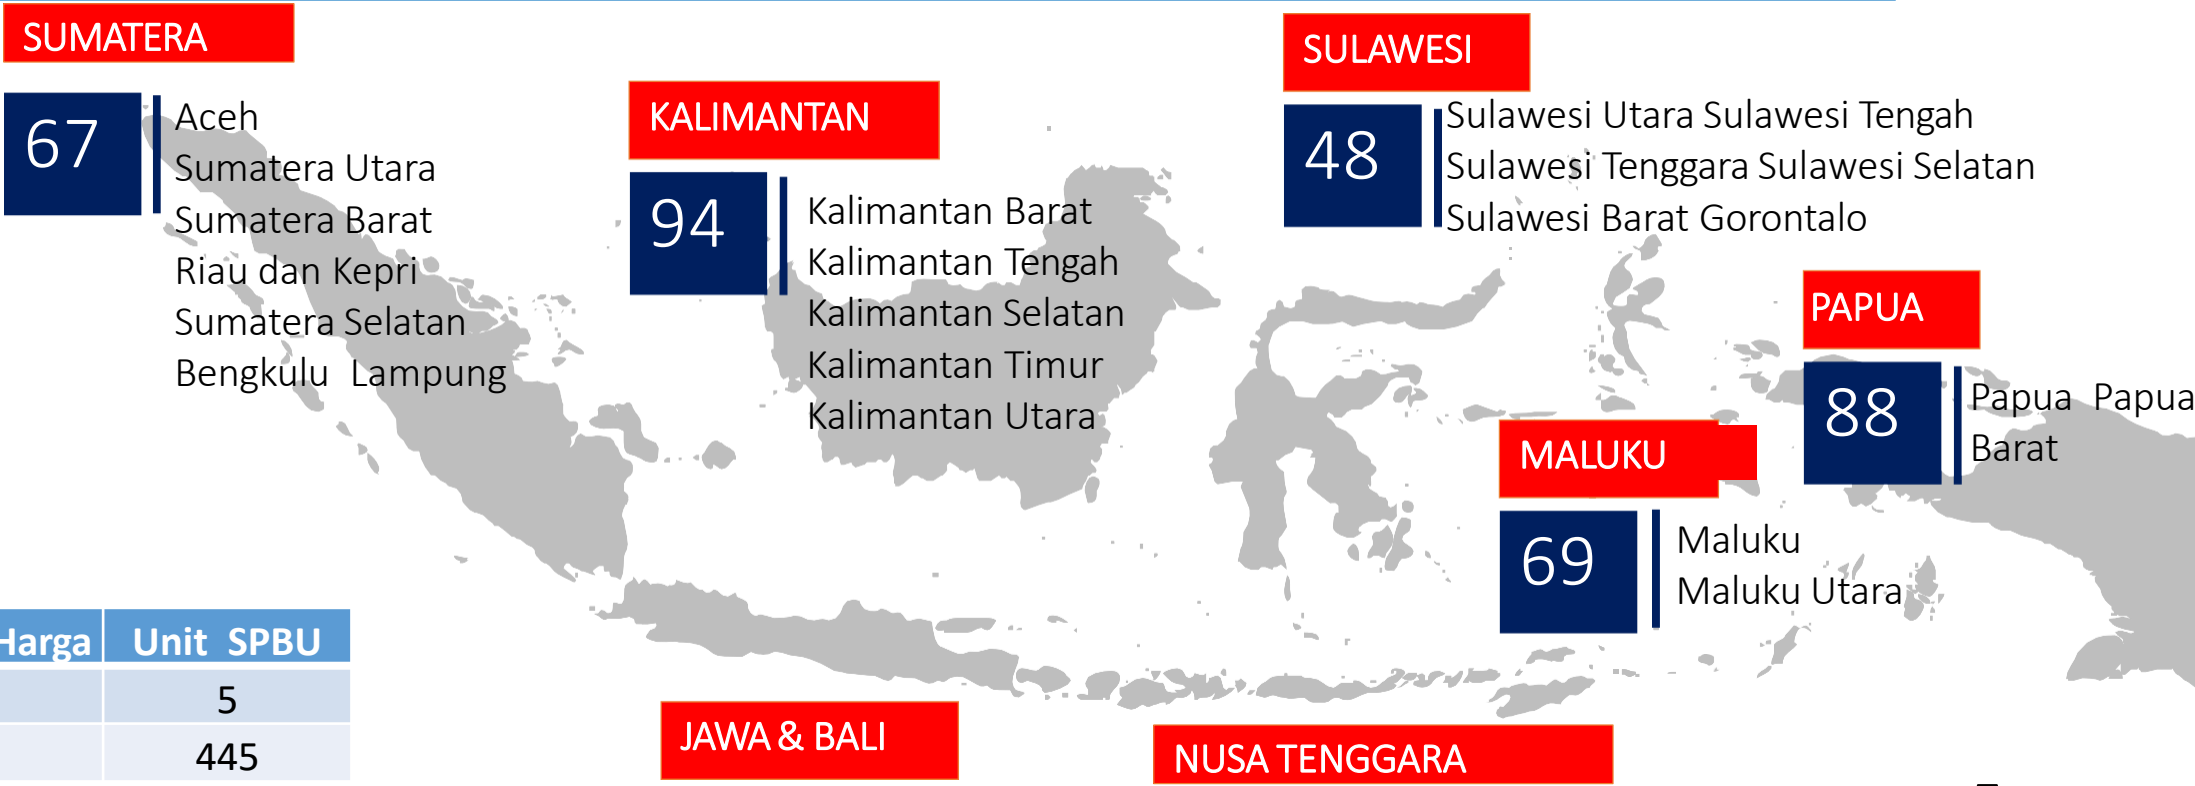 SUMATERA
67
Aceh
Sumatera Utara
Sumatera Barat
Riau dan Kepri
Sumatera Selatan
Bengkulu Lampung
KALIMANTAN
94
Kalimantan Barat
Kalimantan Tengah
Kalimantan Selatan
Kalimantan Timur
Kalimantan Utara
SULAWESI
48
Sulawesi Utara Sulawesi Tengah
Sulawesi Tenggara Sulawesi Selatan
Sulawesi Barat Gorontalo
PAPUA
88
Papua Papua
Barat
MALUKU
69
Maluku
Maluku Utara
Harga Unit SPBU
5
445
JAWA & BALI
NUSA TENGGARA